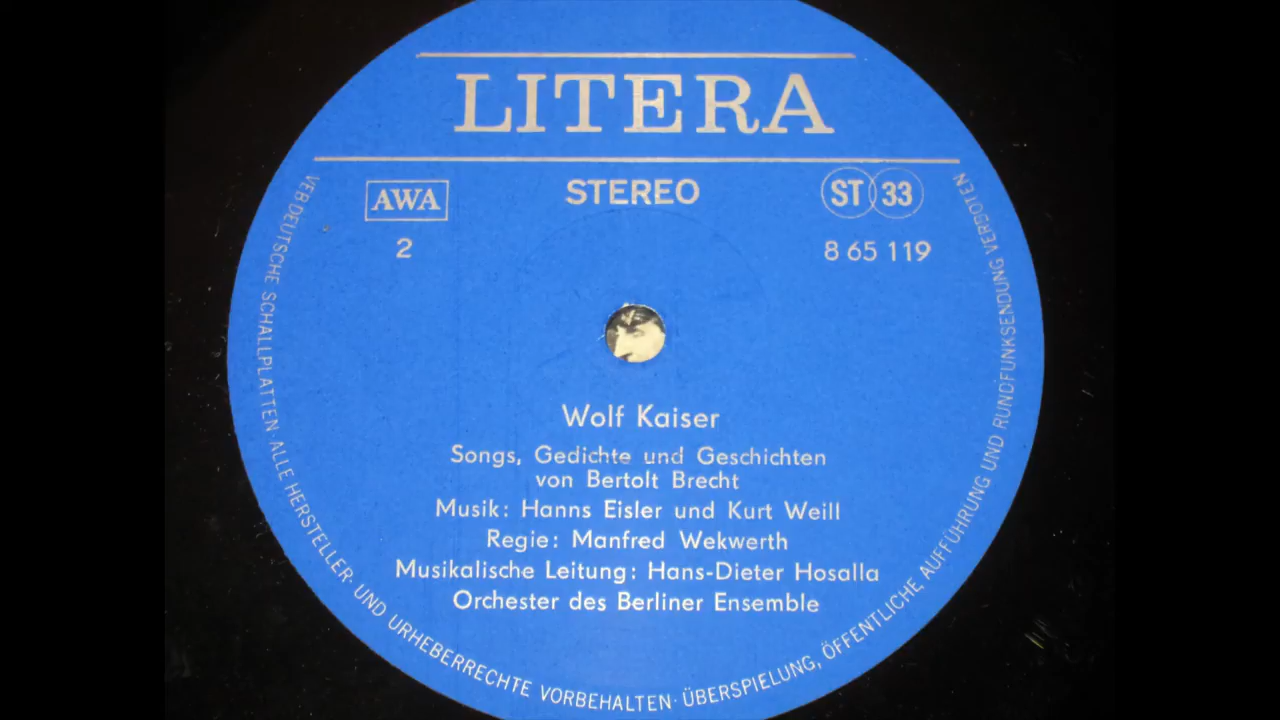 LITERA
AWA
STEREO
ST 33
2
8 65 119
Wolf Kaiser
Songs, Gedichte und Geschichten
von Bertolt Brecht
Musik: Hanns Eisler und Kurt Weill
Regie: Manfred Wekwerth
Musikalische Leitung: Hans-Dieter Hosalla
Orchester des Berliner Ensemble
VEB DEUTSCHE SCHALLPLATTEN · ALLE HERSTELLER- UND URHEBERRECHTE VORBEHALTEN · ÜBERSPIELUNG, ÖFFENTLICHE AUFFÜHRUNG UND RUNDFUNKSENDUNG VERBOTEN